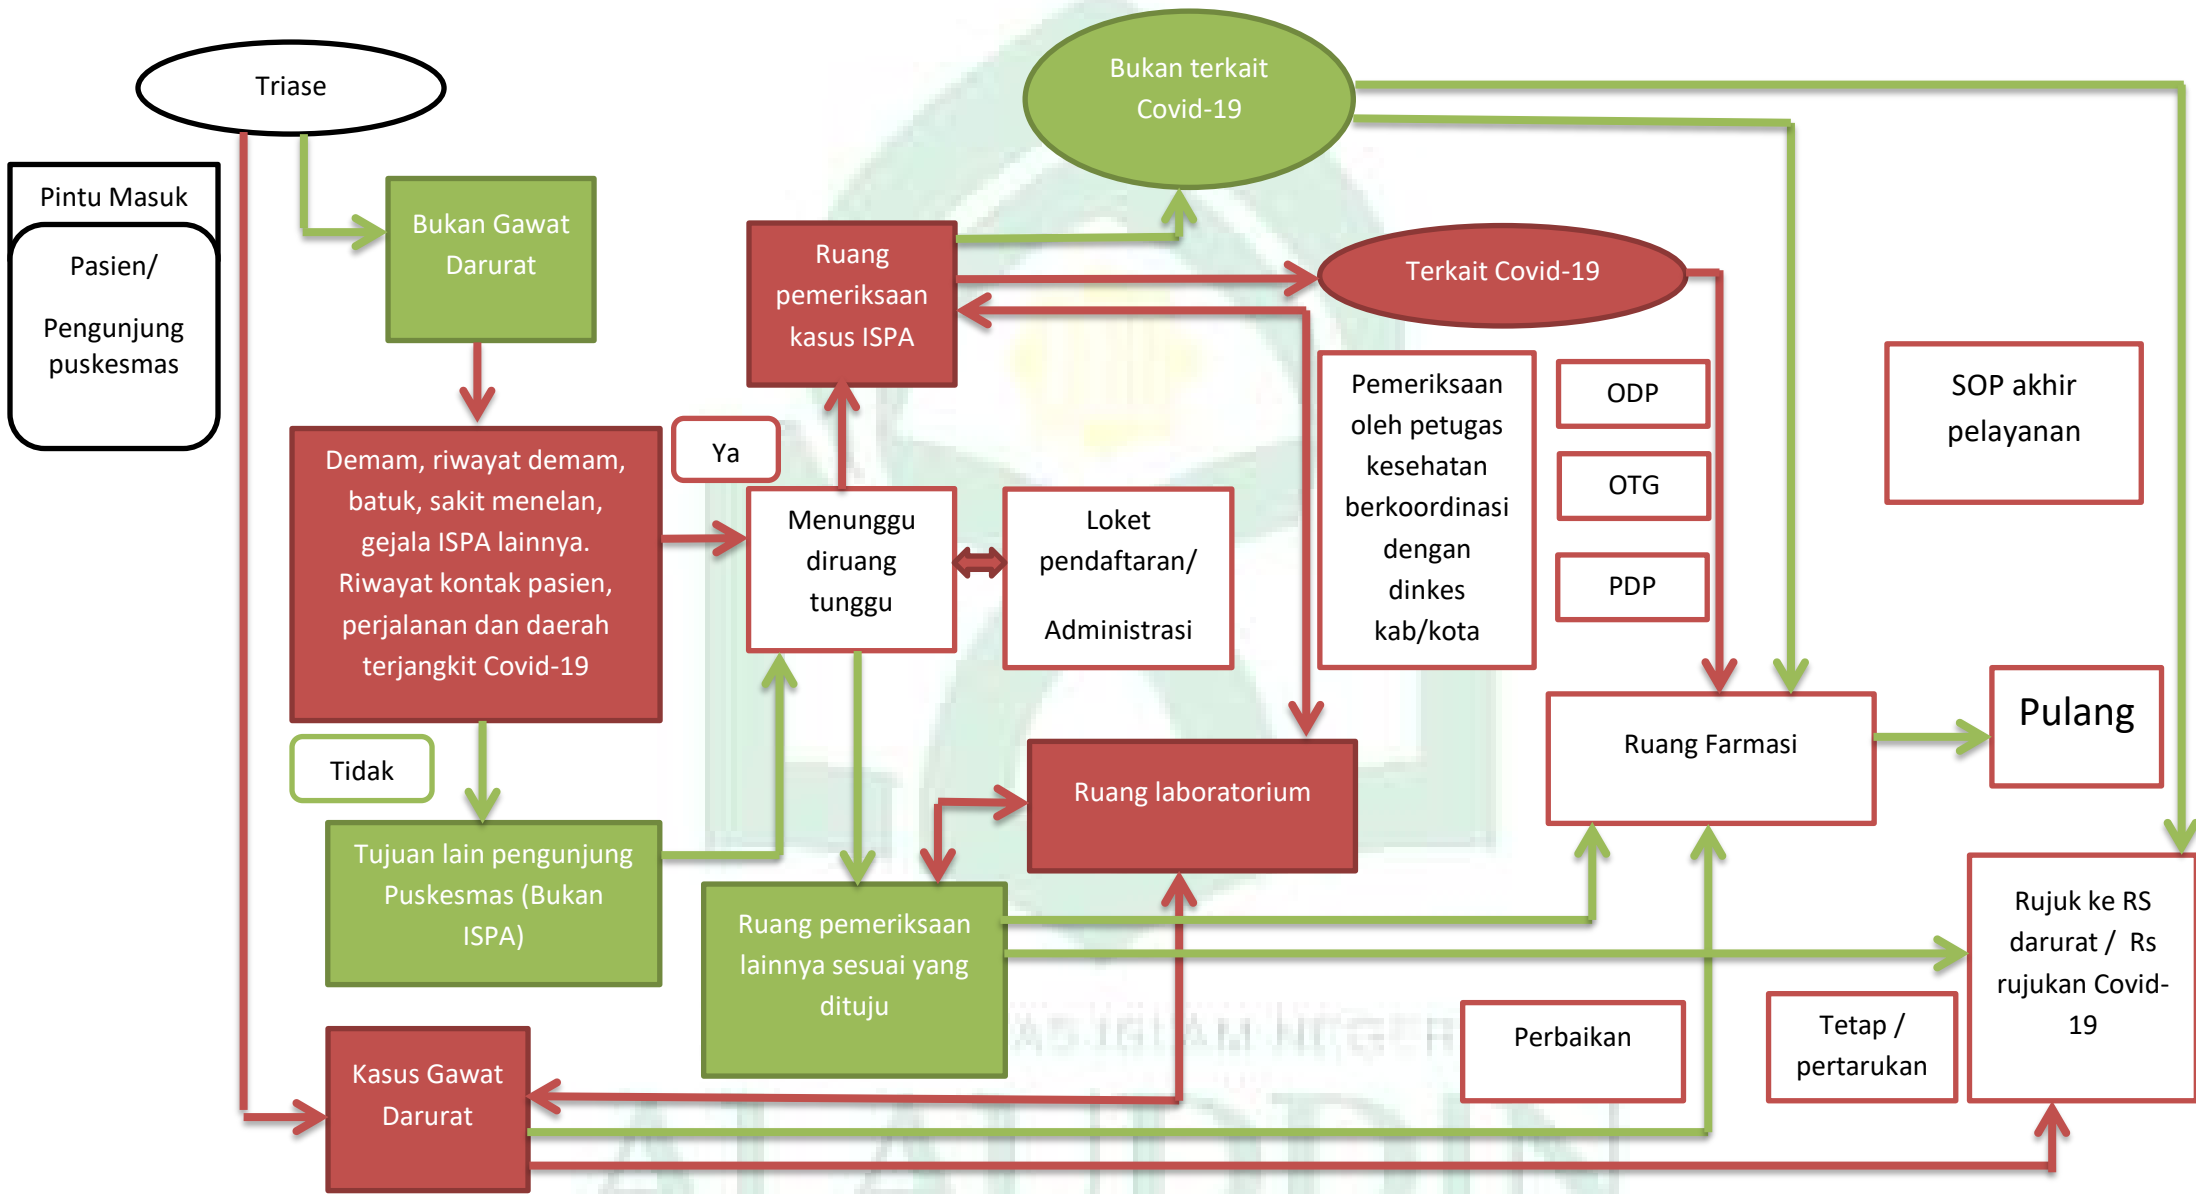 Triase
Pintu Masuk
Pasien/
Pengunjung
puskesmas
Bukan Gawat
Darurat
Demam, riwayat demam,
batuk, sakit menelan,
gejala ISPA lainnya.
Riwayat kontak pasien,
perjalanan dan daerah
terjangkit Covid-19
Ya
Tidak
Tujuan lain pengunjung
Puskesmas (Bukan
ISPA)
Kasus Gawat
Darurat
Ruang
pemeriksaan
kasus ISPA
Menunggu
diruang
tunggu
Loket
pendaftaran/
Administrasi
Ruang pemeriksaan
lainnya sesuai yang
dituju
Ruang laboratorium
Bukan terkait
Covid-19
Terkait Covid-19
Pemeriksaan
oleh petugas
kesehatan
berkoordinasi
dengan
dinkes
kab/kota
ODP
OTG
PDP
SOP akhir
pelayanan
Ruang Farmasi
Pulang
Perbaikan
Tetap /
pertarukan
Rujuk ke RS
darurat /  Rs
rujukan Covid-
19
ISLAM NEGERI
ALAUDDIN